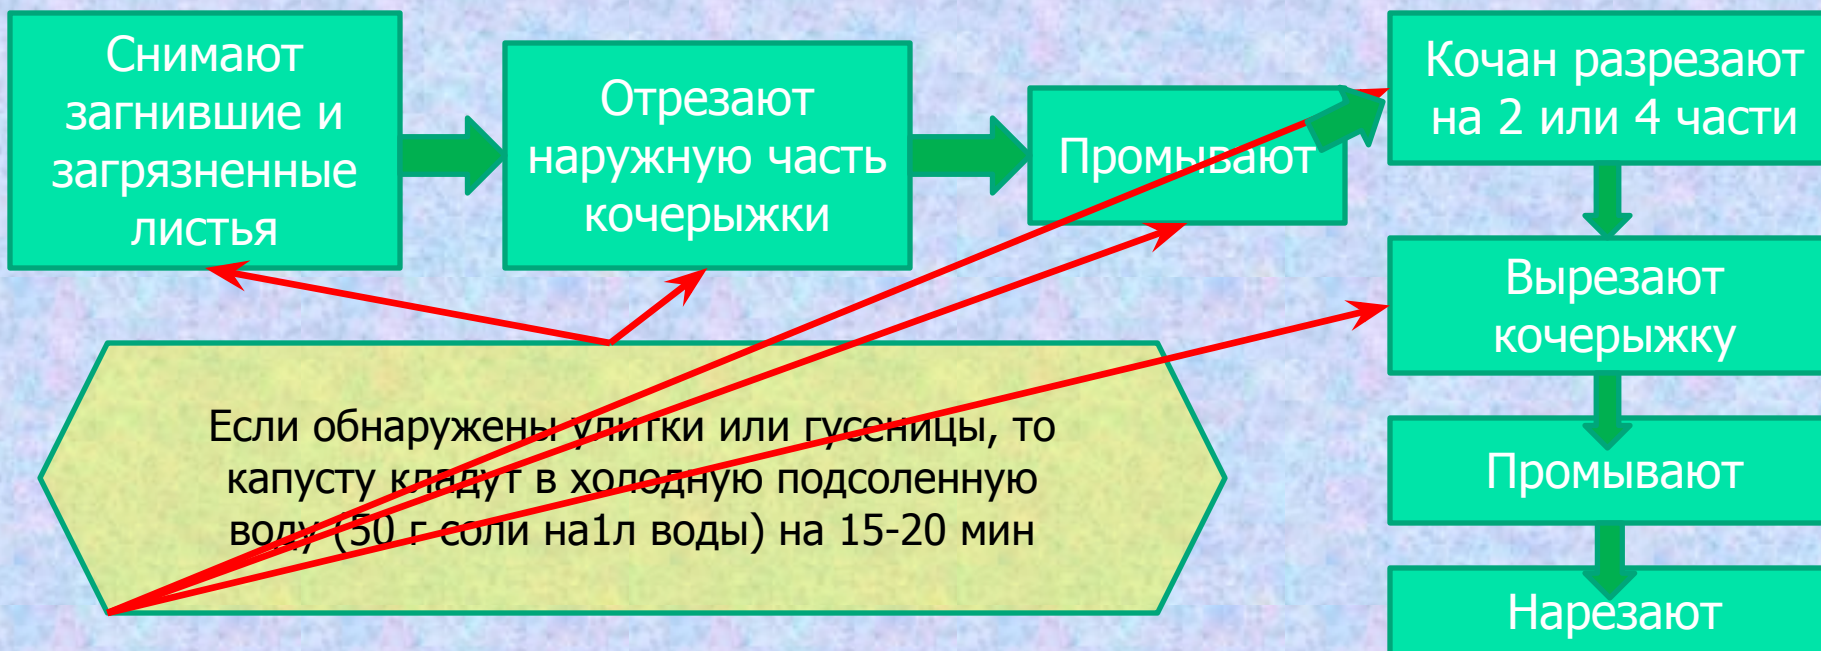 Снимают
загнившие и
загрязненные
листья
Отрезают
наружную часть
кочерыжки
Промывают
Кочан разрезают
на 2 или 4 части
Вырезают
кочерыжку
Промывают
Нарезают
Если обнаружены улитки или гусеницы, то
капусту кладут в холодную подсоленную
воду (50 г соли на1л воды) на 15-20 мин